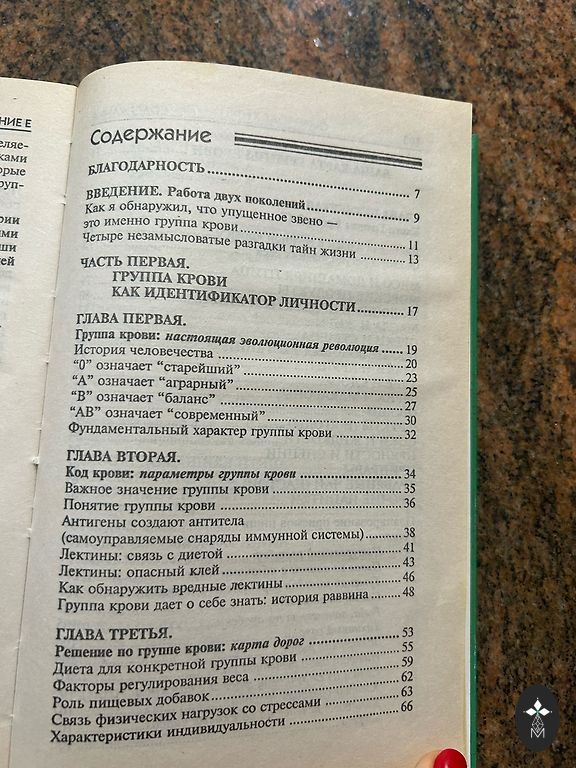 НИЕ Е
Содержание
БЛАГОДАРНОСТЬ 7
ВВЕДЕНИЕ. Работа двух поколений 9
Как я обнаружил, что упущенное звено —
это именно группа крови 11
Четыре незамысловатые разгадки тайн жизни 13
ЧАСТЬ ПЕРВАЯ.
ГРУППА КРОВИ
КАК ИДЕНТИФИКАТОР ЛИЧНОСТИ 17
ГЛАВА ПЕРВАЯ.
Группа крови: настоящая эволюционная революция 19
История человечества 20
“0” означает “старейший” 23
“А” означает “аграрный” 25
“В” означает “баланс” 27
“АВ” означает “современный” 30
Фундаментальный характер группы крови 32
ГЛАВА ВТОРАЯ.
Код крови: параметры группы крови 34
Важное значение группы крови 35
Понятие группы крови 36
Антигены создают антитела
(самоуправляемые снаряды иммунной системы) 38
Лектины: связь с диетой 41
Лектины: опасный клей 43
Как обнаружить вредные лектины 46
Группа крови дает о себе знать: история раввина 48
ГЛАВА ТРЕТЬЯ.
Решение по группе крови: карта дорог 53
Диета для конкретной группы крови 55
Факторы регулирования веса 59
Роль пищевых добавок 62
Связь физических нагрузок со стрессами 63
Характеристики индивидуальности 66